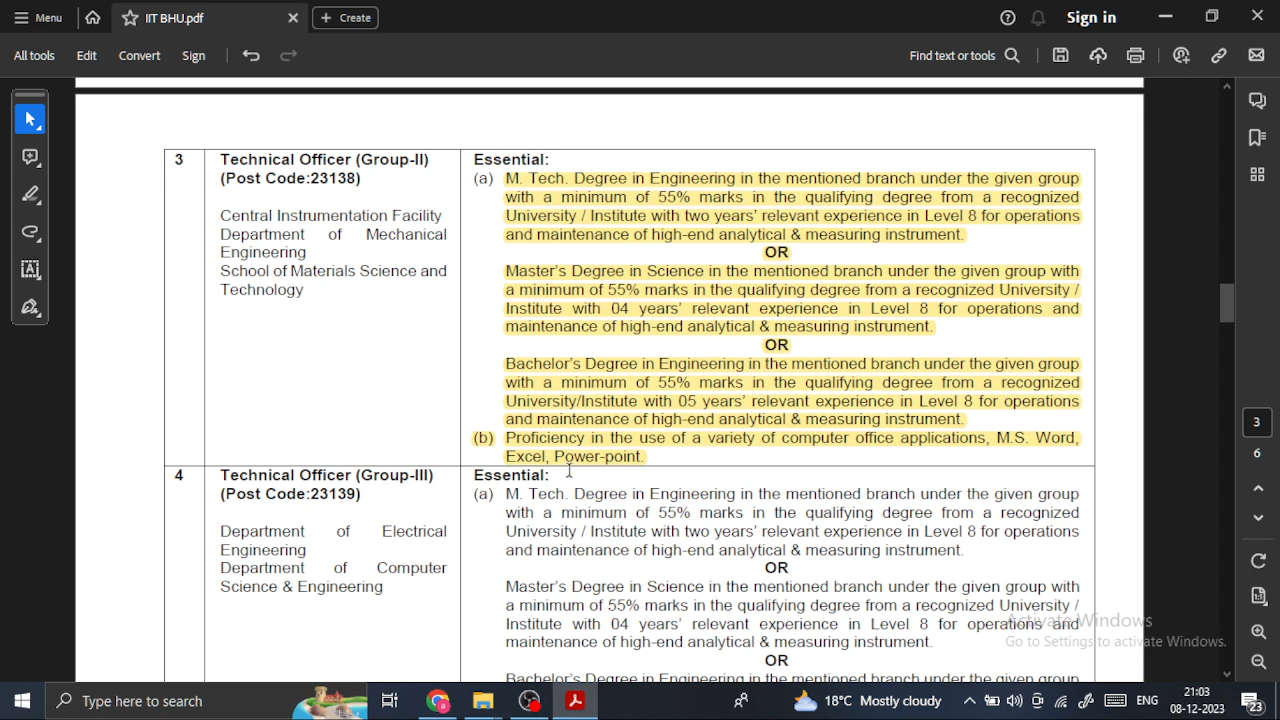 Menu
IIT BHU.pdf
+ Create
Sign in
All tools Edit Convert Sign
Find text or tools
3 Technical Officer (Group-II)
(Post Code:23138)
Central Instrumentation Facility
Department of Mechanical
Engineering
School of Materials Science and
Technology
Essential:
(a) M. Tech. Degree in Engineering in the mentioned branch under the given group
with a minimum of 55% marks in the qualifying degree from a recognized
University / Institute with two years' relevant experience in Level 8 for operations
and maintenance of high-end analytical & measuring instrument.
OR
Master's Degree in Science in the mentioned branch under the given group with
a minimum of 55% marks in the qualifying degree from a recognized University /
Institute with 04 years' relevant experience in Level 8 for operations and
maintenance of high-end analytical & measuring instrument.
OR
Bachelor's Degree in Engineering in the mentioned branch under the given group
with a minimum of 55% marks in the qualifying degree from a recognized
University/Institute with 05 years' relevant experience in Level 8 for operations
and maintenance of high-end analytical & measuring instrument.
(b) Proficiency in the use of a variety of computer office applications, M.S. Word,
Excel, Power-point.
4 Technical Officer (Group-III)
(Post Code:23139)
Department of Electrical
Engineering
Department of Computer
Science & Engineering
Essential:
(a) M. Tech. Degree in Engineering in the mentioned branch under the given group
with a minimum of 55% marks in the qualifying degree from a recognized
University / Institute with two years' relevant experience in Level 8 for operations
and maintenance of high-end analytical & measuring instrument.
OR
Master's Degree in Science in the mentioned branch under the given group with
a minimum of 55% marks in the qualifying degree from a recognized University /
Institute with 04 years' relevant experience in Level 8 for operations and
maintenance of high-end analytical & measuring instrument.
OR
Bachelor's Degree in Engineering in the mentioned branch under the given group
3
6
Activate Windows
Go to Settings to activate Windows.
Type here to search
18°C Mostly cloudy
ENG
21:03
08-12-2023
23